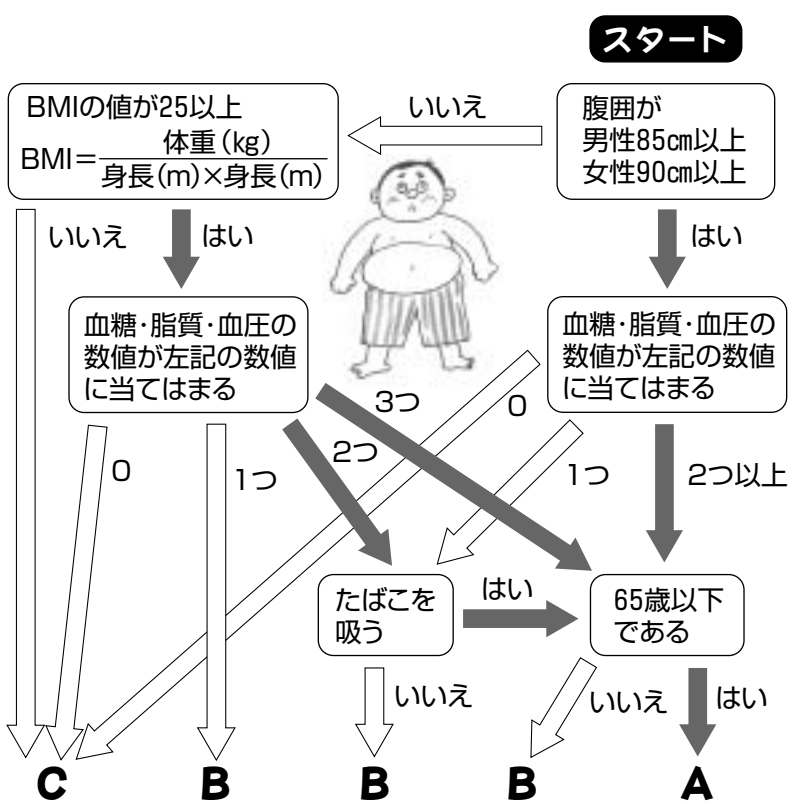 スタート
BMIの値が25以上
BMI＝体重(kg)／身長(m)×身長(m)
いいえ
腹囲が
男性85㎝以上
女性90㎝以上
いいえ
はい
はい
血糖・脂質・血圧の
数値が左記の数値
に当てはまる
血糖・脂質・血圧の
数値が左記の数値
に当てはまる
3つ
0
0
1つ
2つ
1つ
2つ以上
たばこを
吸う
はい
65歳以下
である
いいえ
いいえ
はい
C
B
B
B
A